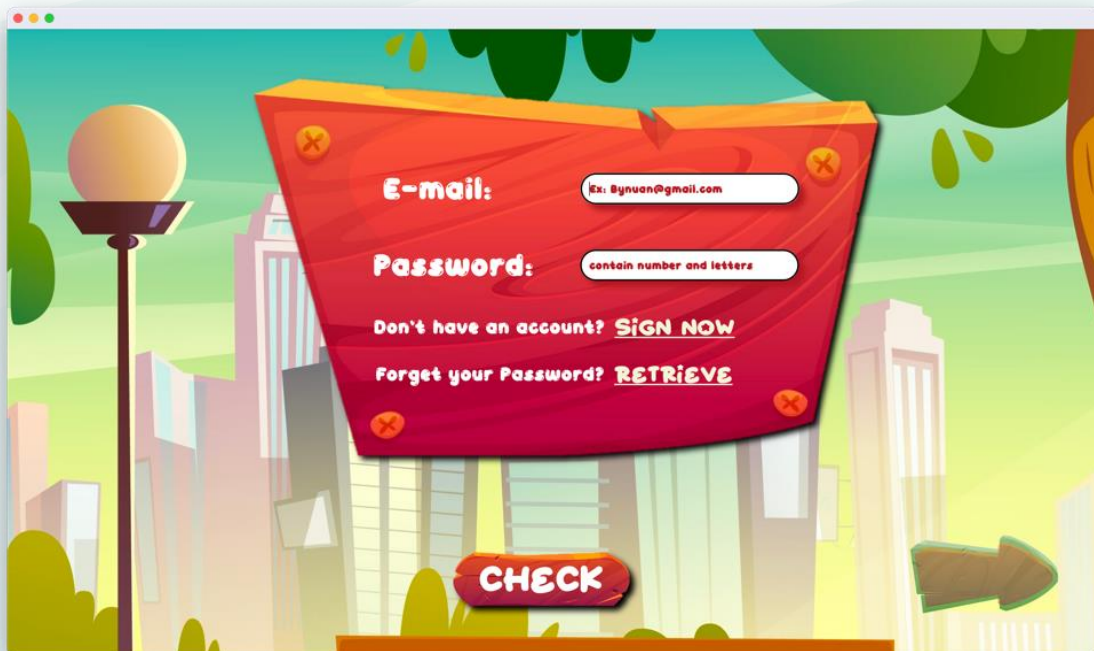 E-mail:
Ex: Bynuan@gmail.com
Password:
contain number and letters
Don't have an account? SiGN NOW
Forget your Password? RETRiEVE
CHECK